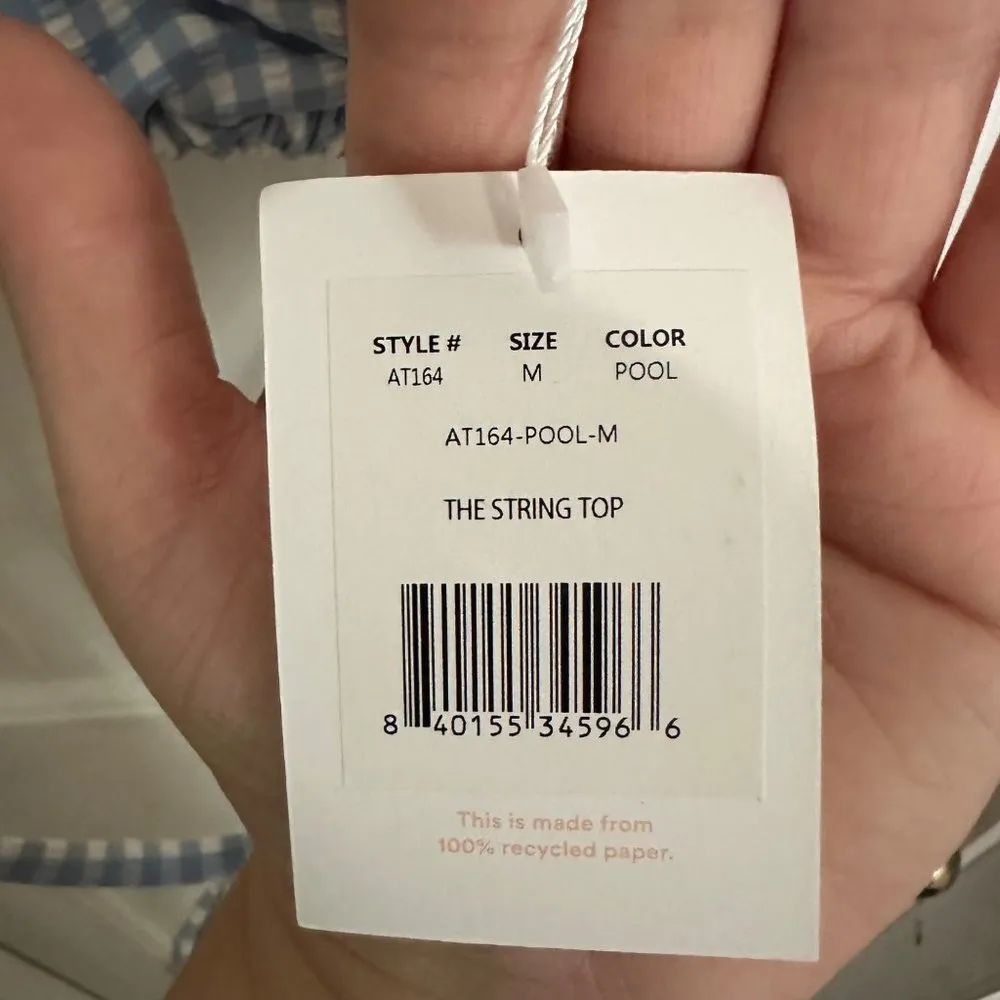 STYLE # SIZE COLOR
AT164 M POOL
AT164-POOL-M
THE STRING TOP
8 40155 34596 6
This is made from
100% recycled paper.